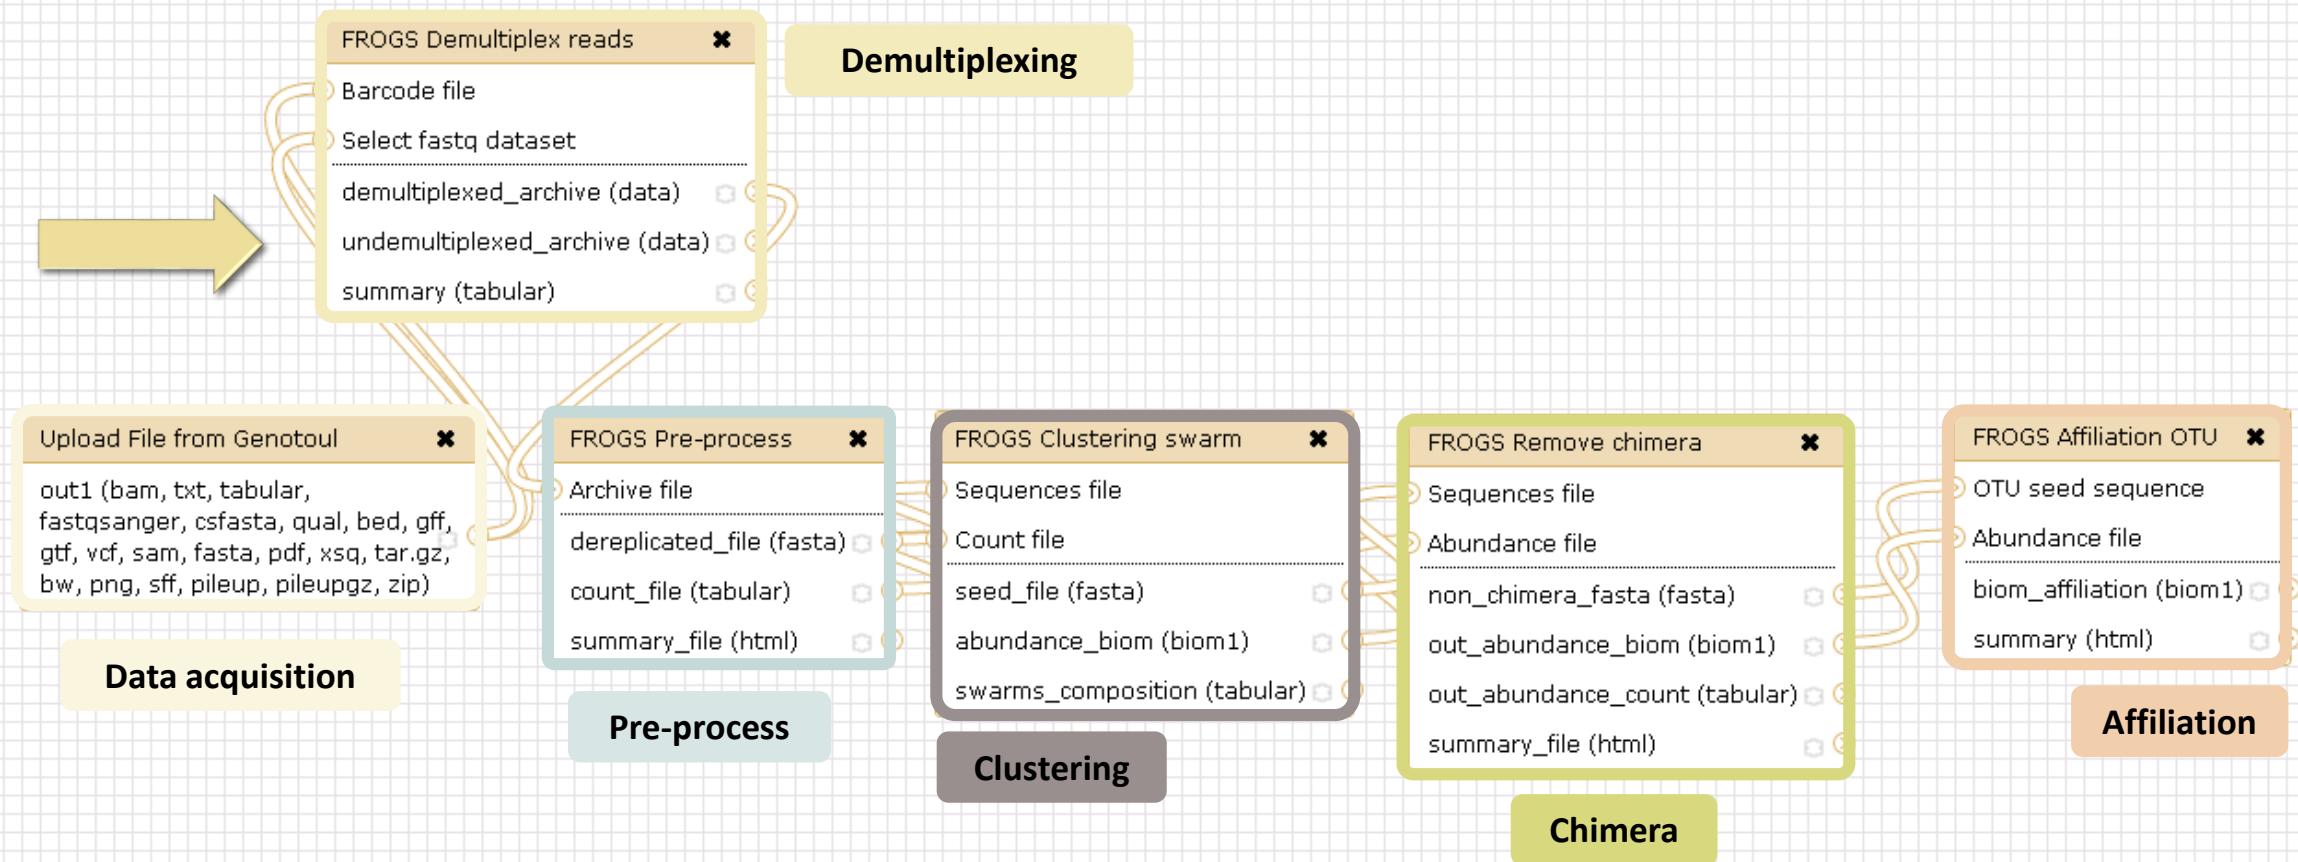 FROGS Demultiplex reads
Barcode file
Select fastq dataset
demultiplexed_archive (data)
undemultiplexed_archive (data)
summary (tabular)
Demultiplexing
Upload File from Genotoul
out1 (bam, txt, tabular,
fastqsanger, csfasta, qual, bed, gff,
gtf, vcf, sam, fasta, pdf, xsq, tar.gz,
bw, png, sff, pileup, pileupgz, zip)
Data acquisition
FROGS Pre-process
Archive file
dereplicated_file (fasta)
count_file (tabular)
summary_file (html)
Pre-process
FROGS Clustering swarm
Sequences file
Count file
seed_file (fasta)
abundance_biom (biom1)
swarms_composition (tabular)
Clustering
FROGS Remove chimera
Sequences file
Abundance file
non_chimera_fasta (fasta)
out_abundance_biom (biom1)
out_abundance_count (tabular)
summary_file (html)
Chimera
FROGS Affiliation OTU
OTU seed sequence
Abundance file
biom_affiliation (biom1)
summary (html)
Affiliation